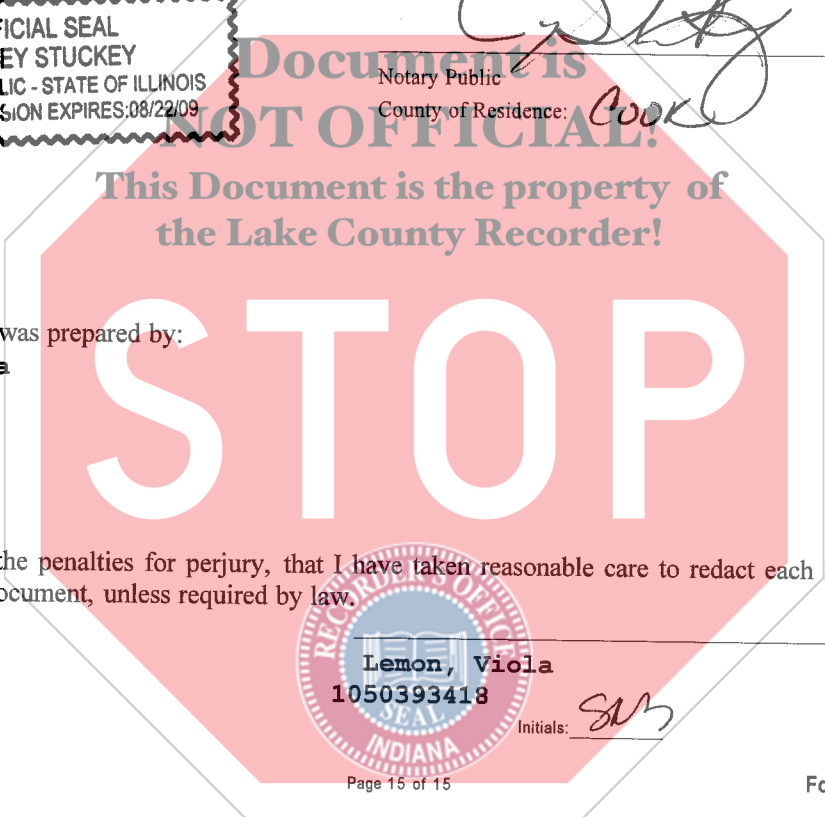 FICIAL SEAL
EY STUCKEY
LIC - STATE OF ILLINOIS
SION EXPIRES:08/22/09
Notary Public
County of Residence: COOK
Document is
NOT OFFICIAL!
This Document is the property of
the Lake County Recorder!
STOP
was prepared by:
a
the penalties for perjury, that I have taken reasonable care to redact each
ocument, unless required by law.
RECORDER'S OFFICE
SEAL
INDIANA
Lemon, Viola
1050393418
Initials: SMB
Page 15 of 15
Fo